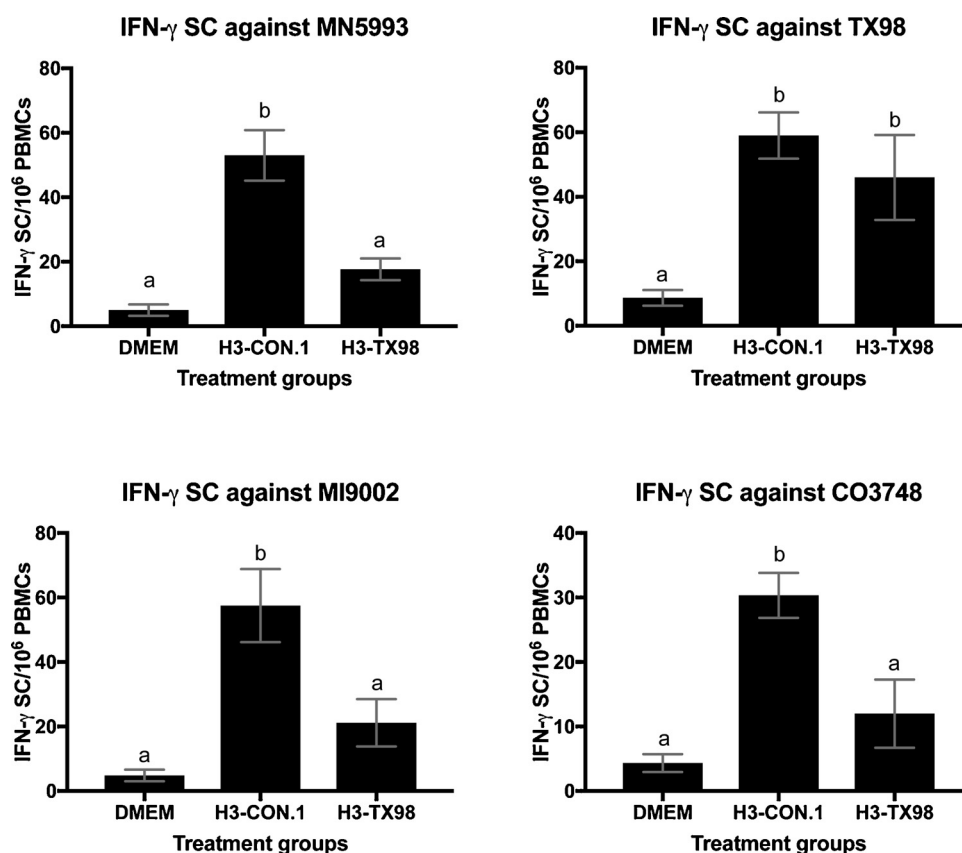 IFN-γ SC against MN5993
IFN-γ SC/10⁶ PBMCs
80
60
40
20
0
a
b
a
DMEM H3-CON.1 H3-TX98
Treatment groups
IFN-γ SC against TX98
IFN-γ SC/10⁶ PBMCs
80
60
40
20
0
a
b
b
DMEM H3-CON.1 H3-TX98
Treatment groups
IFN-γ SC against MI9002
IFN-γ SC/10⁶ PBMCs
80
60
40
20
0
a
b
a
DMEM H3-CON.1 H3-TX98
Treatment groups
IFN-γ SC against CO3748
IFN-γ SC/10⁶ PBMCs
40
30
20
10
0
a
b
a
DMEM H3-CON.1 H3-TX98
Treatment groups